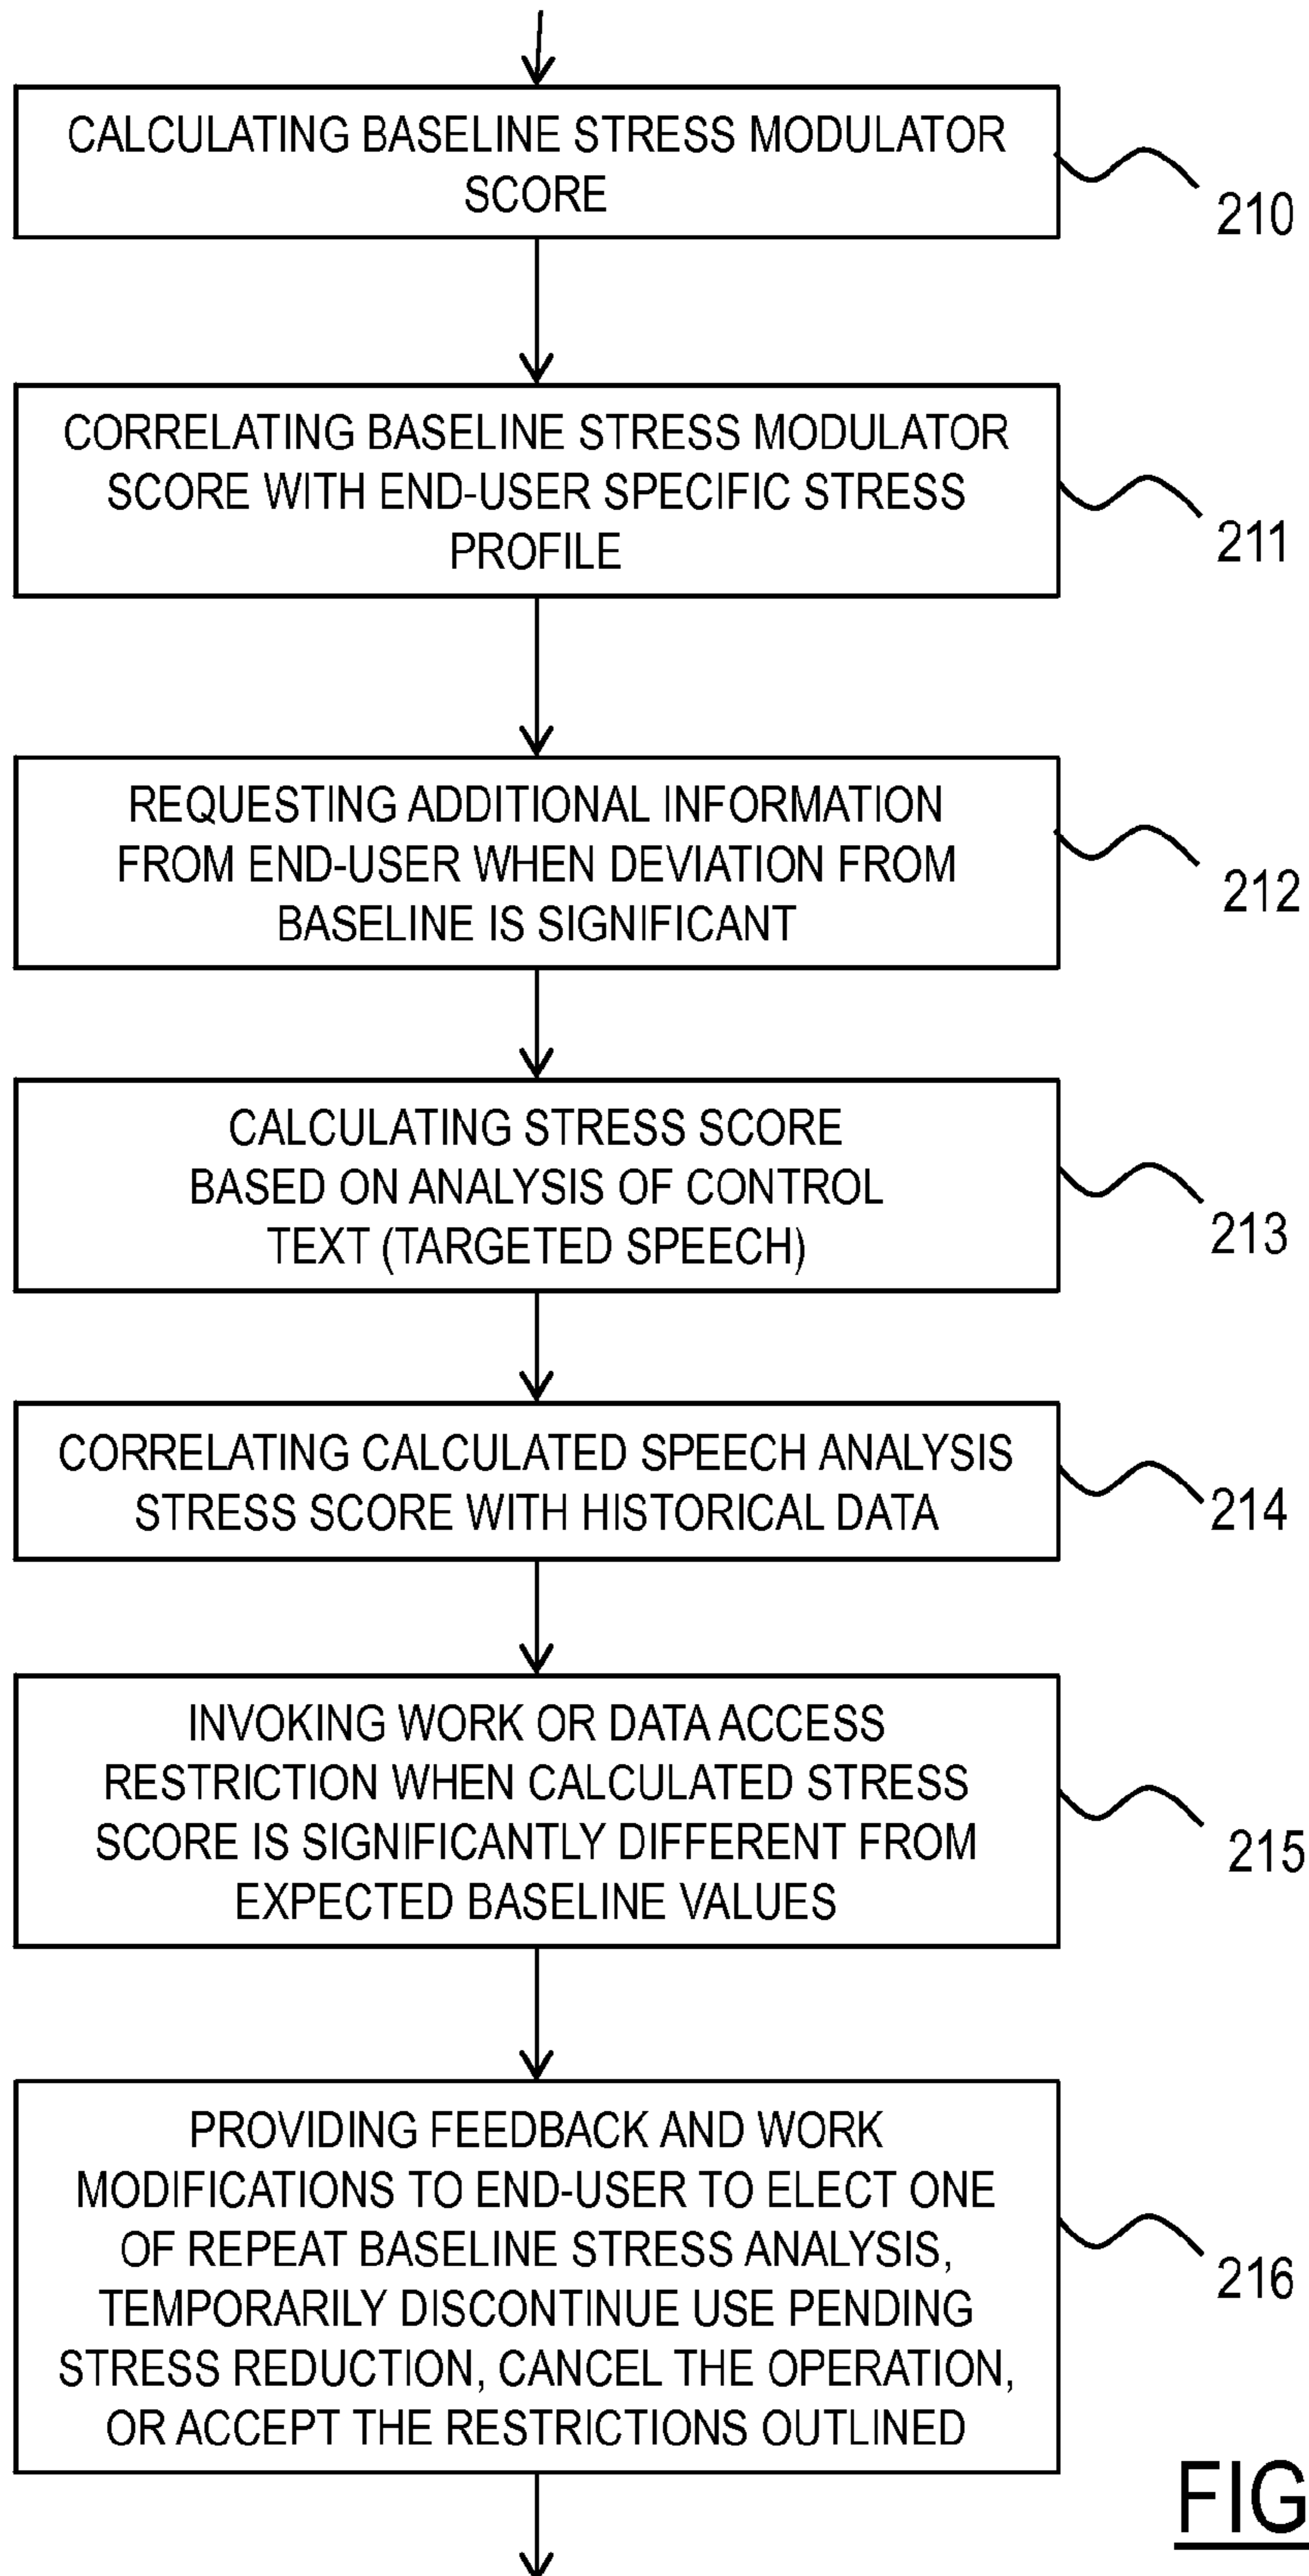 CALCULATING BASELINE STRESS MODULATOR
SCORE
210
CORRELATING BASELINE STRESS MODULATOR
SCORE WITH END-USER SPECIFIC STRESS
PROFILE
211
REQUESTING ADDITIONAL INFORMATION
FROM END-USER WHEN DEVIATION FROM
BASELINE IS SIGNIFICANT
212
CALCULATING STRESS SCORE
BASED ON ANALYSIS OF CONTROL
TEXT (TARGETED SPEECH)
213
CORRELATING CALCULATED SPEECH ANALYSIS
STRESS SCORE WITH HISTORICAL DATA
214
INVOKING WORK OR DATA ACCESS
RESTRICTION WHEN CALCULATED STRESS
SCORE IS SIGNIFICANTLY DIFFERENT FROM
EXPECTED BASELINE VALUES
215
PROVIDING FEEDBACK AND WORK
MODIFICATIONS TO END-USER TO ELECT ONE
OF REPEAT BASELINE STRESS ANALYSIS,
TEMPORARILY DISCONTINUE USE PENDING
STRESS REDUCTION, CANCEL THE OPERATION,
OR ACCEPT THE RESTRICTIONS OUTLINED
216
FIG